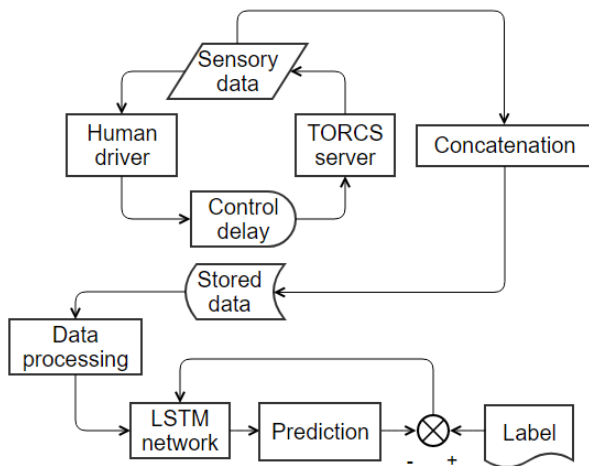 Sensory
data
Human
driver
TORCS
server
Concatenation
Control
delay
Stored
data
Data
processing
LSTM
network
Prediction
Label
- +